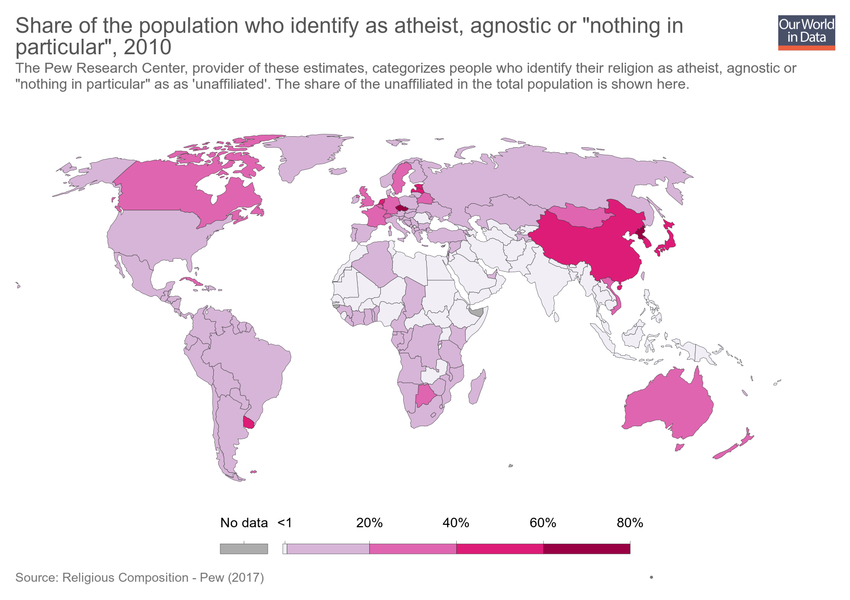 Share of the population who identify as atheist, agnostic or "nothing in
particular", 2010
Our World
in Data
The Pew Research Center, provider of these estimates, categorizes people who identify their religion as atheist, agnostic or
"nothing in particular" as as 'unaffiliated'. The share of the unaffiliated in the total population is shown here.
No data <1 20% 40% 60% 80%
Source: Religious Composition - Pew (2017)